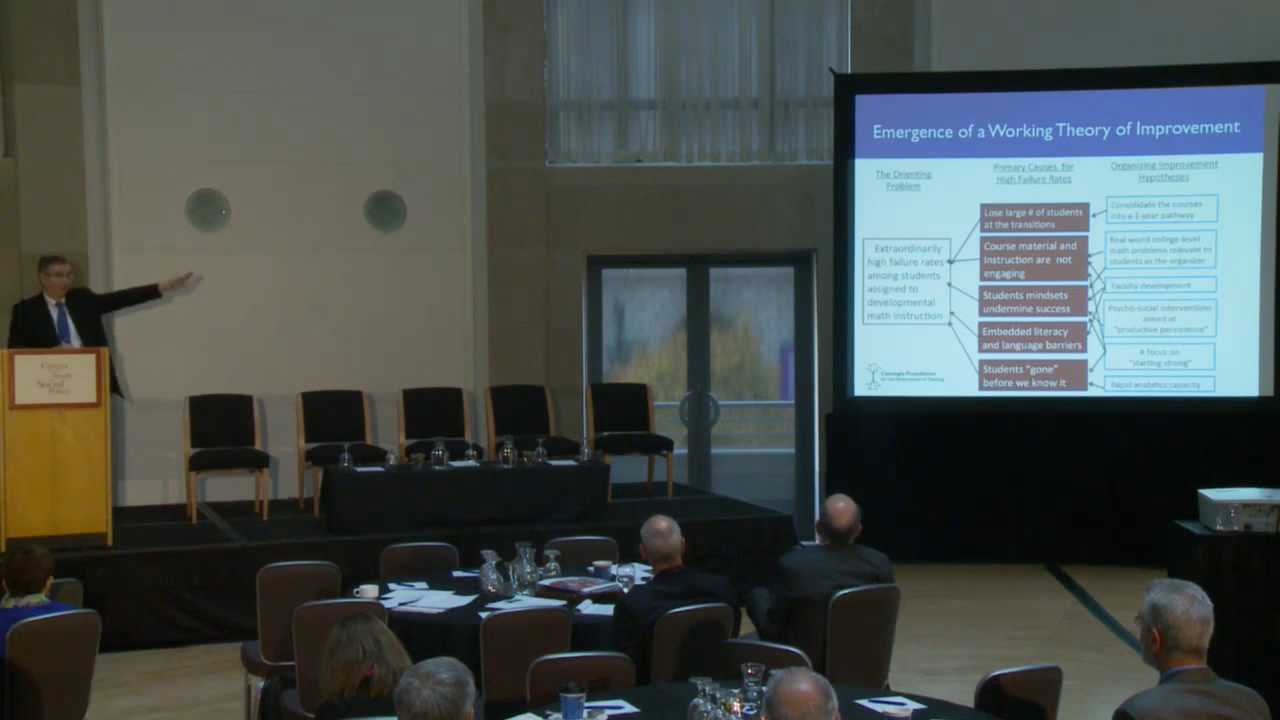 Emergence of a Working Theory of Improvement
The Orienting
Problem
Primary Causes for
High Failure Rates
Organizing Improvement
Hypotheses
Extraordinarily
high failure rates
among students
assigned to
developmental
math instruction
Lose large # of students
at the transitions
Course material and
instruction are not
engaging
Students mindsets
undermine success
Embedded literacy
and language barriers
Students "gone"
before we know it
Consolidate the courses
into a 1-year pathway
Real world college-level
math problems relevant to
students as the organizer
Faculty development
Psycho-social interventions
aimed at
"productive persistence"
A focus on
"starting strong"
Rapid analytics capacity
Carnegie Foundation
for the Advancement of Teaching
Center
Study
Social
Policy